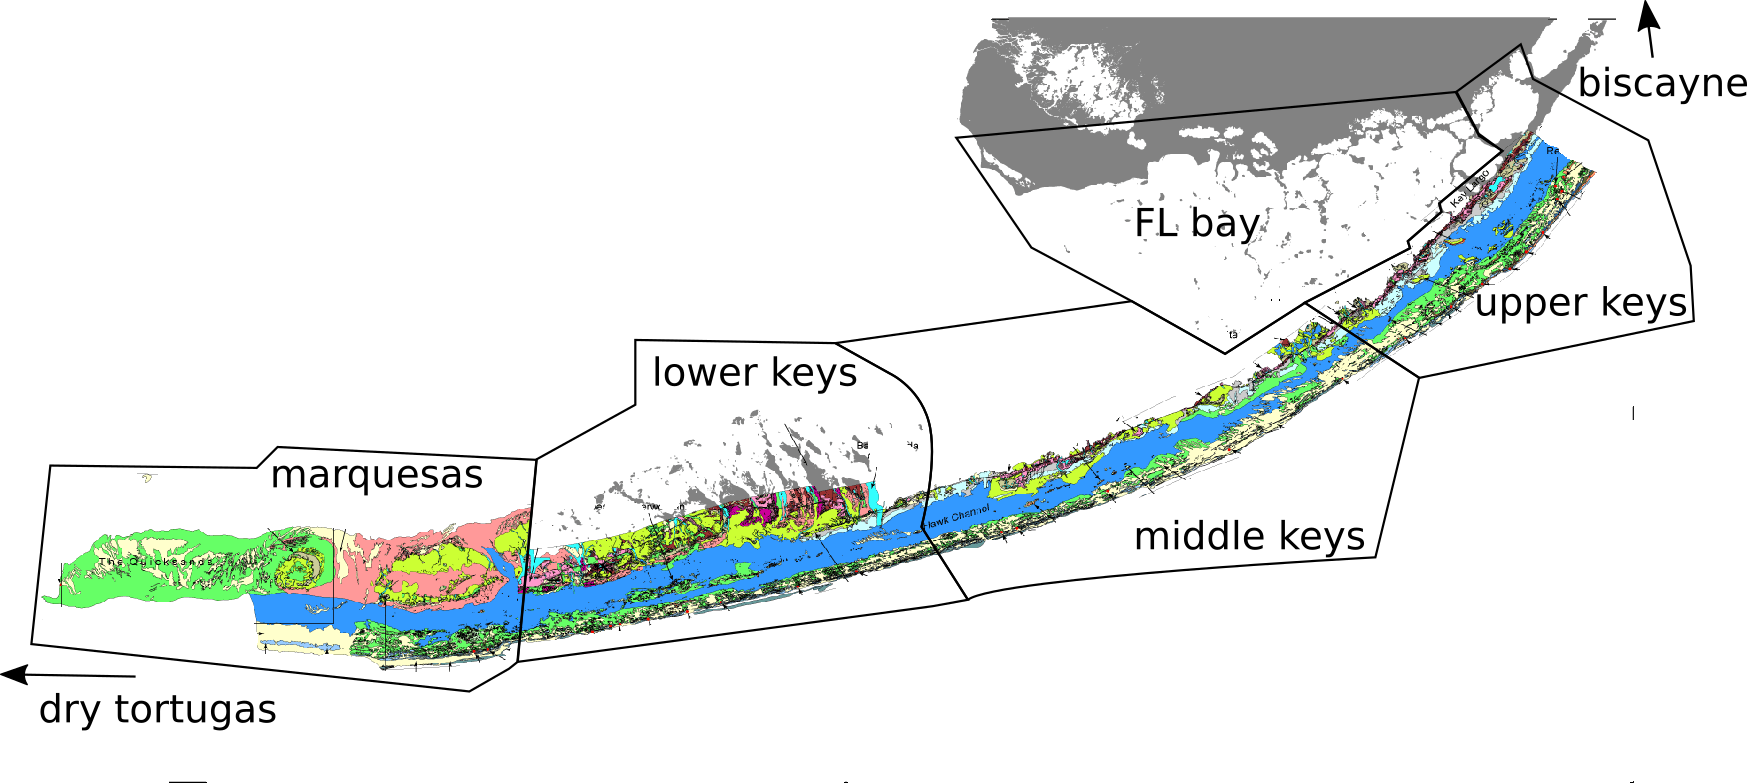 biscayne
Key Largo
FL bay
upper keys
lower keys
marquesas
Hawk Channel
middle keys
The Quicksands
dry tortugas